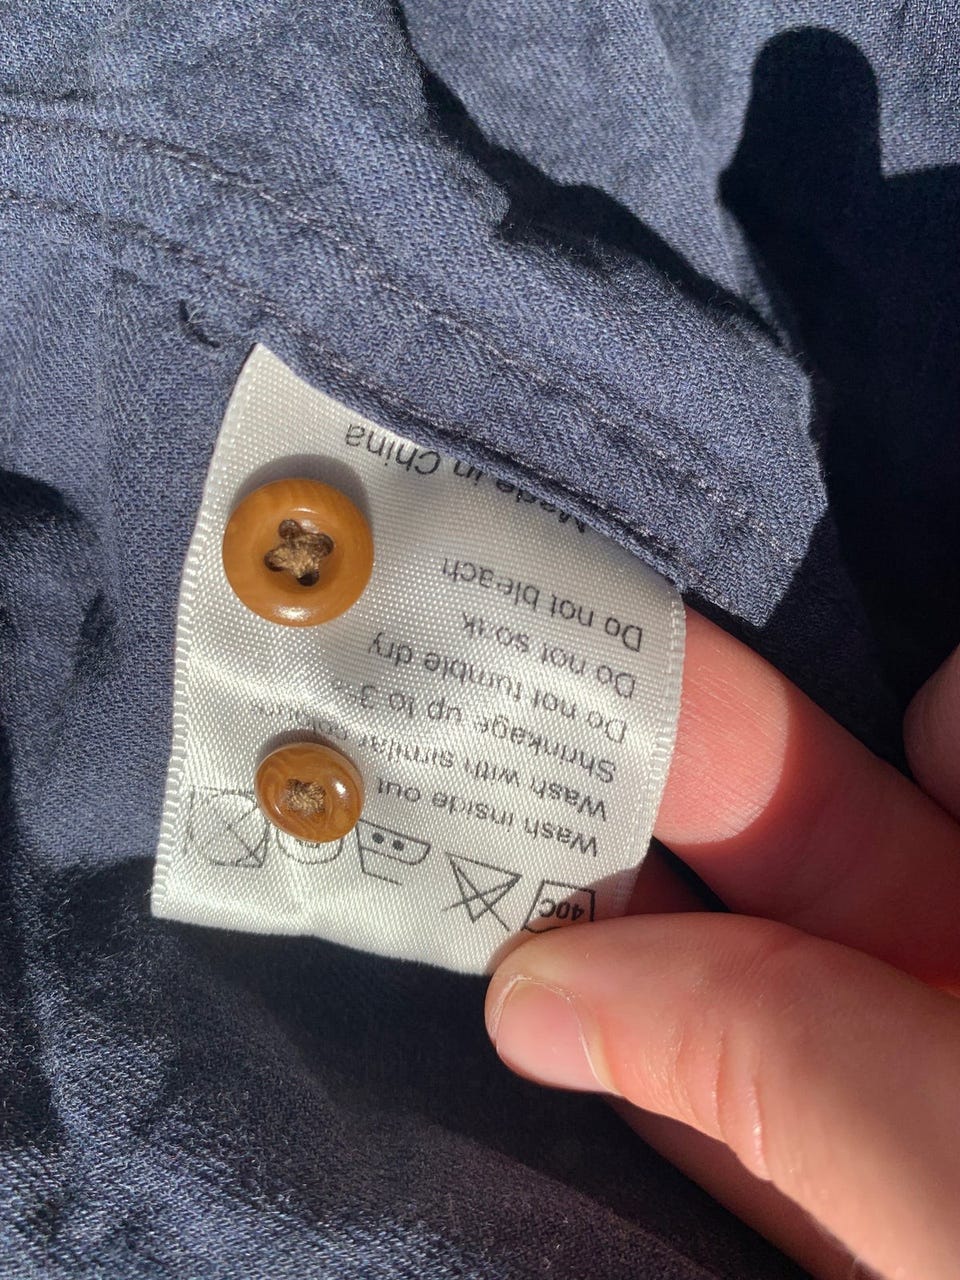 40C
Wash inside out
Wash with similar
Shrinkage up to 3
Do not tumble dry
Do not soak
Do not bleach
Made in China